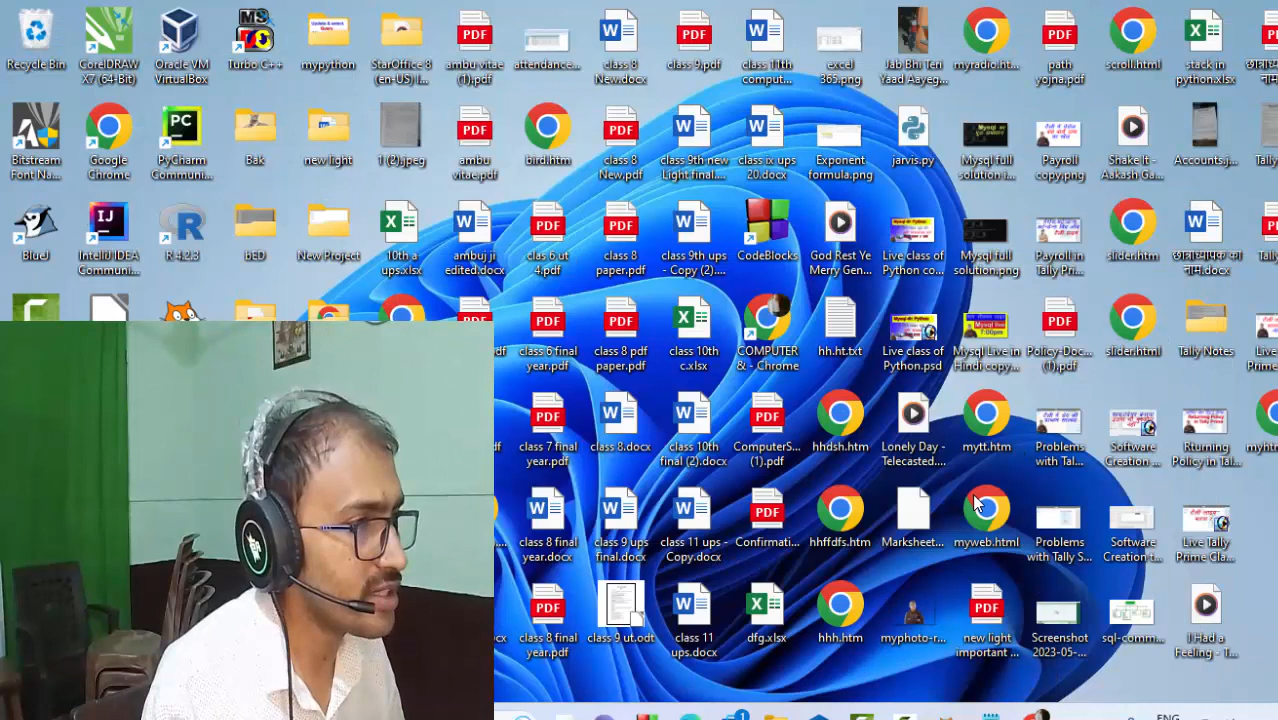 Recycle Bin
CorelDRAW
X7 (64-Bit)
Oracle VM
VirtualBox
Turbo C++
mypython
StarOffice 8
(en-US) I...
ambu vitae
(1).pdf
attendance...
class 8
New.docx
class 9.pdf
class 11th
comput...
excel
365.png
Jab Bhi Teri
Yaad Aayeg...
myradio.ht...
path
yojna.pdf
scroll.html
stack in
python.xlsx
Bitstream
Font Na...
Google
Chrome
PyCharm
Communi...
Bak
new light
1 (2).jpeg
ambu
vitae.pdf
bird.htm
class 8
New.pdf
class 9th new
Light final....
class ix ups
20.docx
Exponent
formula.png
jarvis.py
Mysql full
solution i...
Payroll
copy.png
Shake It -
Aakash Ga...
Accounts.j...
BlueJ
IntelliJ IDEA
Communi...
R 4.2.3
bED
New Project
10th a
ups.xlsx
ambuj ji
edited.docx
clas 6 ut
4.pdf
class 8
paper.pdf
class 9th ups
- Copy (2)....
CodeBlocks
God Rest Ye
Merry Gen...
Live class of
Python co...
Mysql full
solution.png
Payroll in
Tally Pri...
slider.htm
छात्राध्यापक का
नाम.docx
class 6 final
year.pdf
class 8 pdf
paper.pdf
class 10th
c.xlsx
COMPUTER
& - Chrome
hh.ht.txt
Live class of
Python.psd
Mysql Live in
Hindi copy...
Policy-Doc...
(1).pdf
slider.html
Tally Notes
class 7 final
year.pdf
class 8.docx
class 10th
final (2).docx
ComputerS...
(1).pdf
hhdsh.htm
Lonely Day -
Telecasted....
mytt.htm
Problems
with Tal...
Software
Creation ...
Rturning
Policy in Tal...
class 8 final
year.docx
class 9 ups
final.docx
class 11 ups -
Copy.docx
Confirmati...
hhffdfs.htm
Marksheet...
myweb.html
Problems
with Tally S...
Software
Creation t...
Live Tally
Prime Cla...
class 8 final
year.pdf
class 9 ut.odt
class 11
ups.docx
dfg.xlsx
hhh.htm
myphoto-r...
new light
important ...
Screenshot
2023-05-...
sql-comm...
I Had a
Feeling - T...